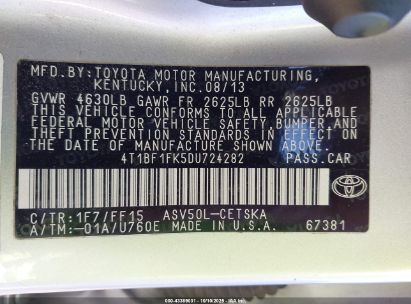 MFD.BY:TOYOTA MOTOR MANUFACTURING,
KENTUCKY,INC.08/13
GVWR 4630LB GAWR FR 2625LB RR 2625LB
THIS VEHICLE CONFORMS TO ALL APPLICABLE
FEDERAL MOTOR VEHICLE SAFETY,BUMPER,AND
THEFT PREVENTION STANDARDS IN EFFECT ON
THE DATE OF MANUFACTURE SHOWN ABOVE.
4T1BF1FK5DU724282 PASS.CAR
C/TR:1F7/FF15 ASV50L-CETSKA
A/TM:-01A/U760E MADE IN U.S.A. 67381
TOYOTA